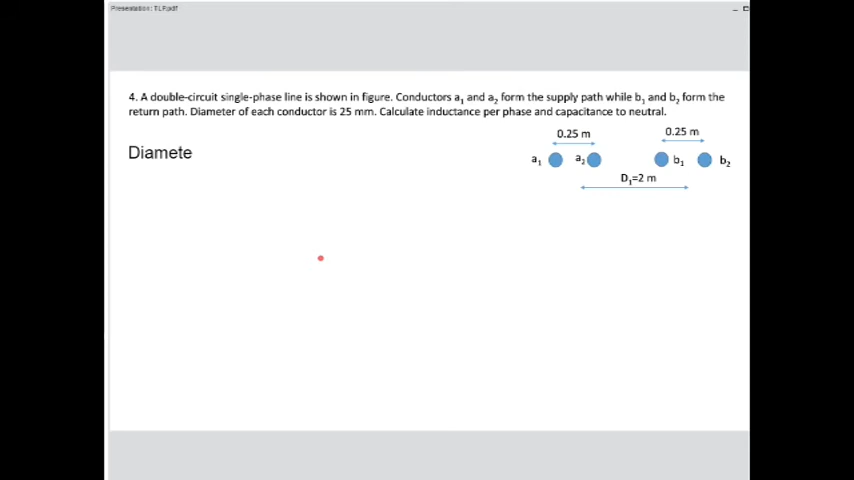 Presentation: TLP.pdf
4. A double-circuit single-phase line is shown in figure. Conductors a1 and a2 form the supply path while b1 and b2 form the
return path. Diameter of each conductor is 25 mm. Calculate inductance per phase and capacitance to neutral.
0.25 m 0.25 m
Diamete
a1 a2 b1 b2
D1=2 m